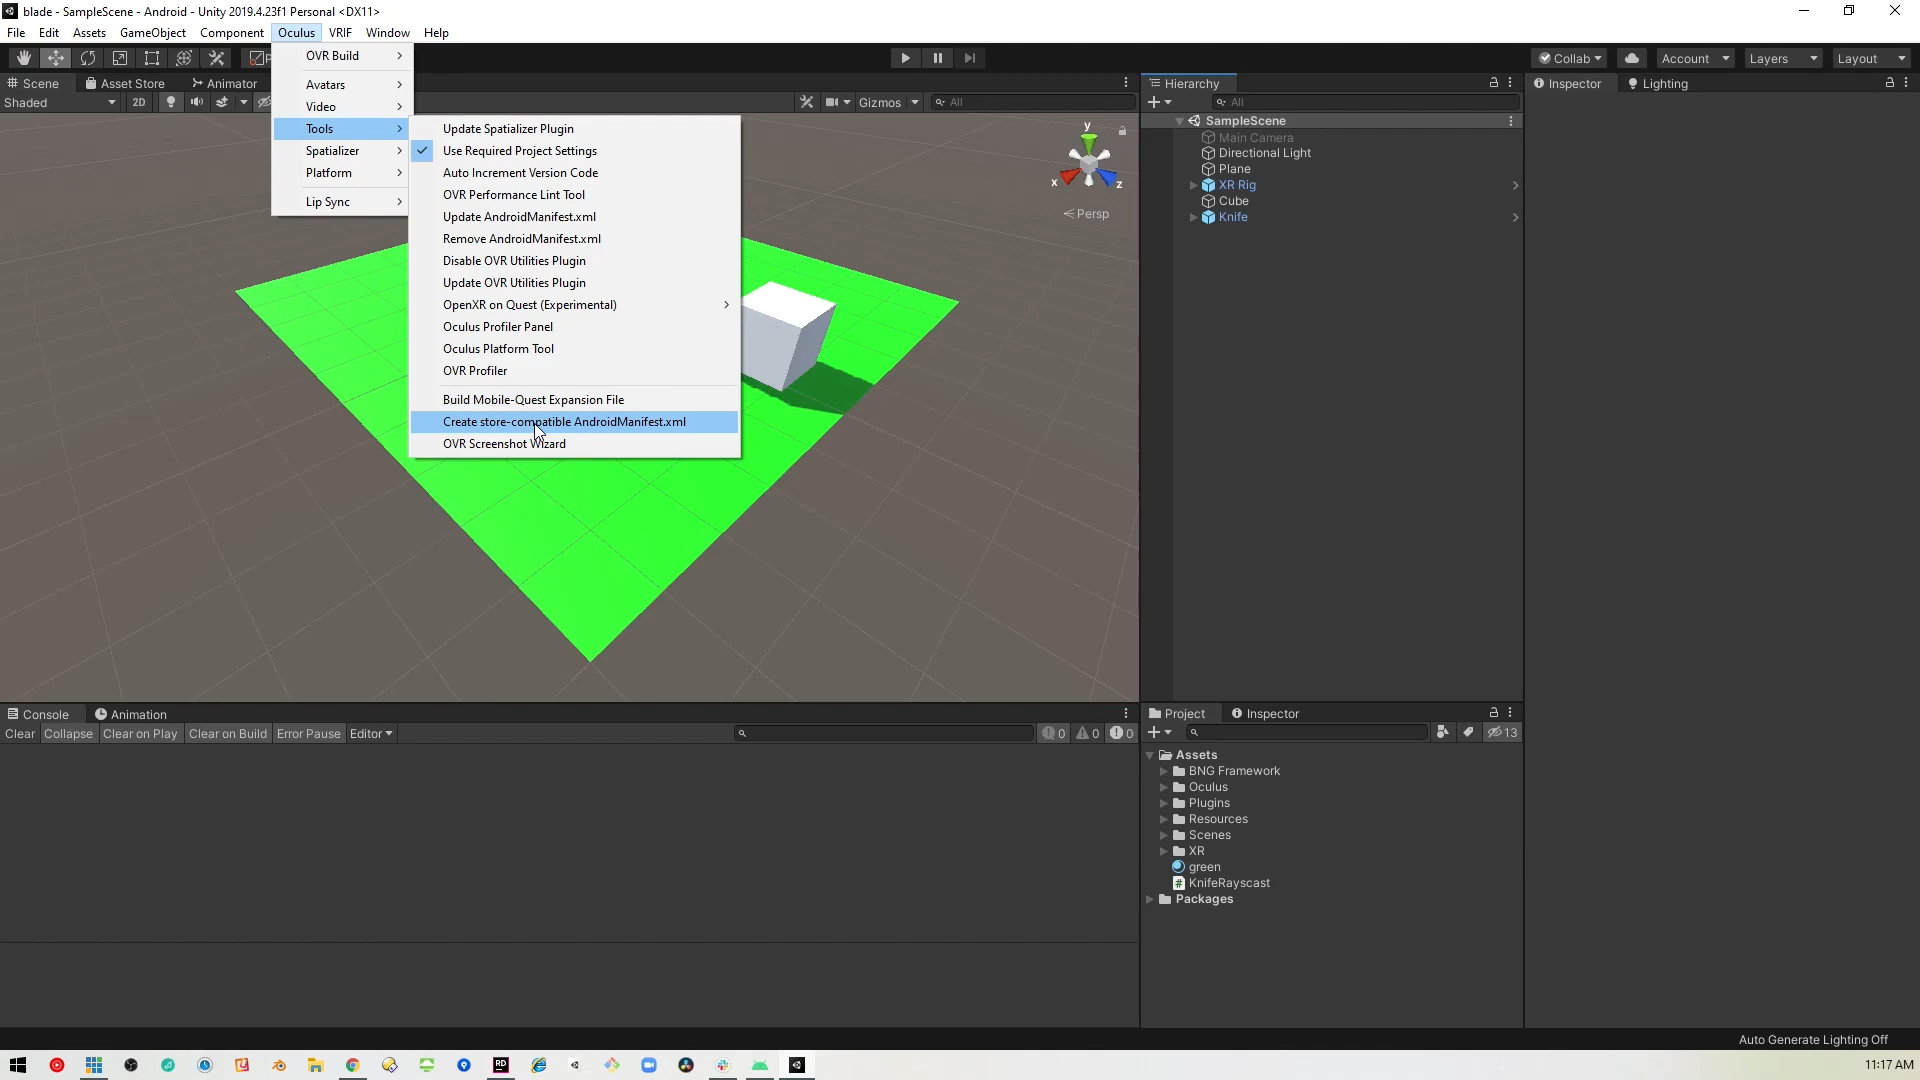 blade - SampleScene - Android - Unity 2019.4.23f1 Personal <DX11>
File Edit Assets GameObject Component Oculus VRIF Window Help
Collab Account Layers Layout
Scene Asset Store Animator
Shaded 2D Gizmos All
OVR Build
Avatars
Video
Tools
Spatializer
Platform
Lip Sync
Update Spatializer Plugin
Use Required Project Settings
Auto Increment Version Code
OVR Performance Lint Tool
Update AndroidManifest.xml
Remove AndroidManifest.xml
Disable OVR Utilities Plugin
Update OVR Utilities Plugin
OpenXR on Quest (Experimental)
Oculus Profiler Panel
Oculus Platform Tool
OVR Profiler
Build Mobile-Quest Expansion File
Create store-compatible AndroidManifest.xml
OVR Screenshot Wizard
y
x z
Persp
Hierarchy
All
SampleScene
Main Camera
Directional Light
Plane
XR Rig
Cube
Knife
Inspector Lighting
Console Animation
Clear Collapse Clear on Play Clear on Build Error Pause Editor 0 0 0
Project Inspector
13
Assets
BNG Framework
Oculus
Plugins
Resources
Scenes
XR
green
KnifeRayscast
Packages
Auto Generate Lighting Off
RD
11:17 AM